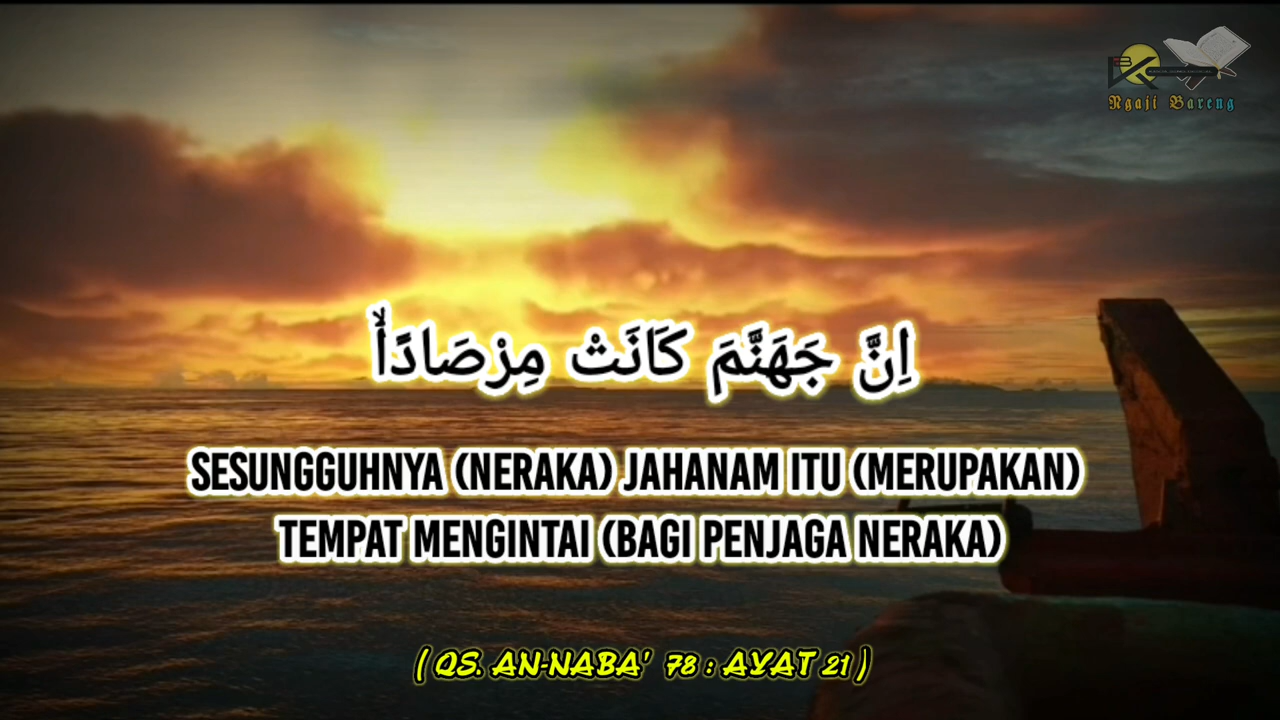 Ngaji Bareng
اِنَّ جَهَنَّمَ كَانَتْ مِرْصَادًاۙ
SESUNGGUHNYA (NERAKA) JAHANAM ITU (MERUPAKAN)
TEMPAT MENGINTAI (BAGI PENJAGA NERAKA)
( QS. AN-NABA' 78 : AYAT 21 )